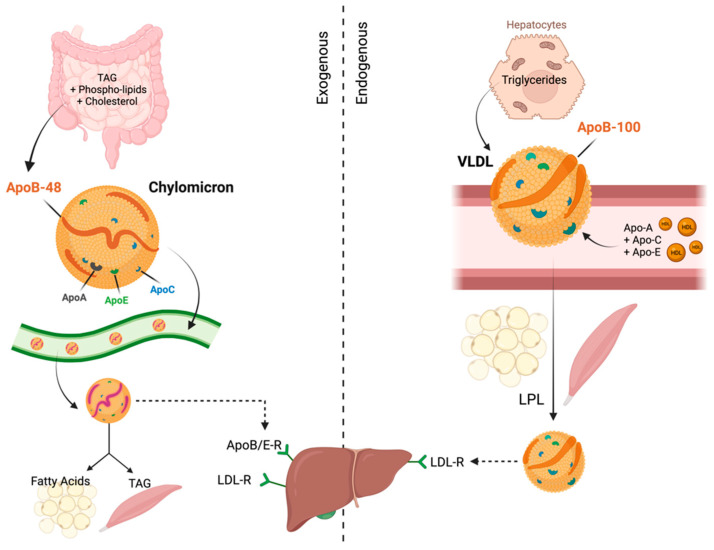 TAG
+ Phospho-lipids
+ Cholesterol
ApoB-48
Chylomicron
ApoA
ApoE
ApoC
Fatty Acids
TAG
ApoB/E-R
LDL-R
Exogenous
Endogenous
Hepatocytes
Triglycerides
ApoB-100
VLDL
Apo-A
+ Apo-C
+ Apo-E
HDL
HDL
HDL
HDL
LPL
LDL-R